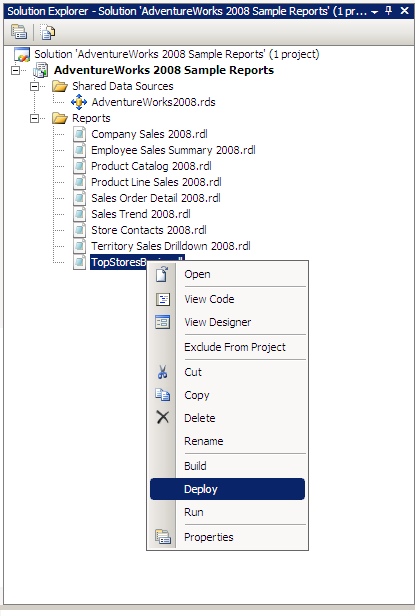 Solution Explorer - Solution 'AdventureWorks 2008 Sample Reports' (1 pr...
Solution 'AdventureWorks 2008 Sample Reports' (1 project)
AdventureWorks 2008 Sample Reports
Shared Data Sources
AdventureWorks2008.rds
Reports
Company Sales 2008.rdl
Employee Sales Summary 2008.rdl
Product Catalog 2008.rdl
Product Line Sales 2008.rdl
Sales Order Detail 2008.rdl
Sales Trend 2008.rdl
Store Contacts 2008.rdl
Territory Sales Drilldown 2008.rdl
Open
View Code
View Designer
Exclude From Project
Cut
Copy
Delete
Rename
Build
Deploy
Run
Properties